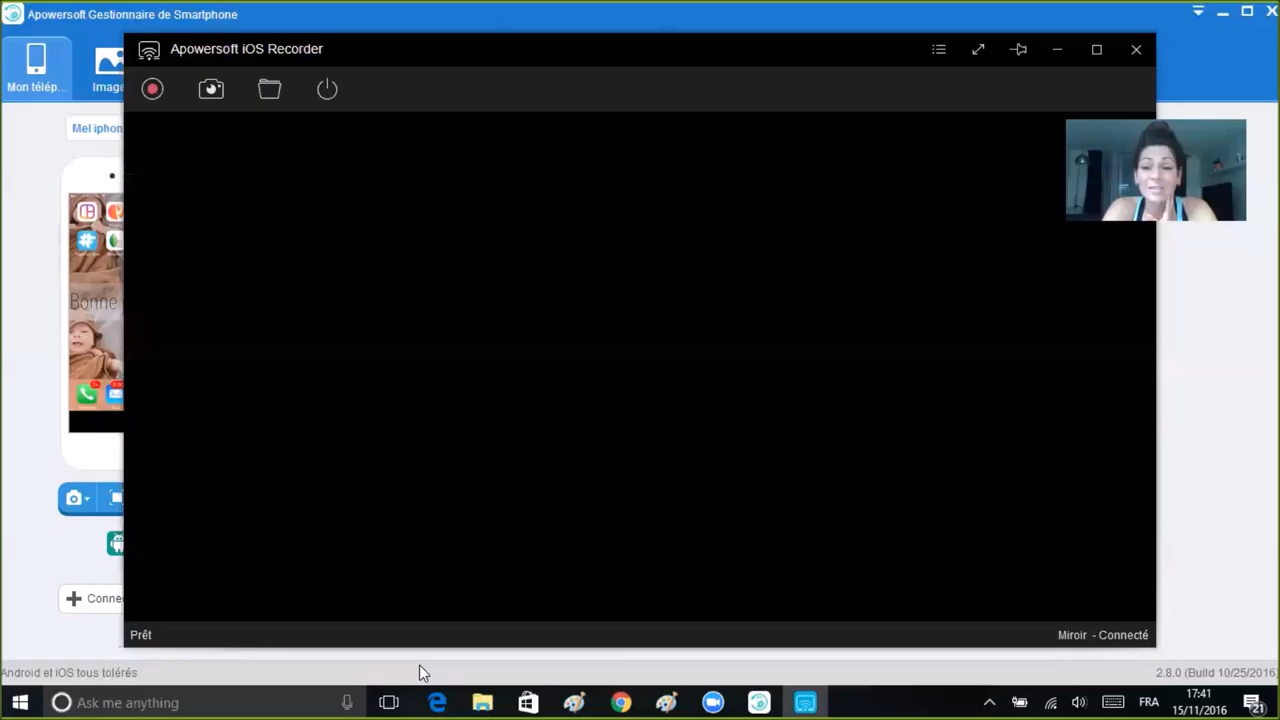 Apowersoft Gestionnaire de Smartphone
Apowersoft iOS Recorder
Mon télép...
Image
Mel iphon
Bonne
Conne
Prêt
Miroir - Connecté
Android et iOS tous tolérés
2.8.0 (Build 10/25/2016)
Ask me anything
FRA
17:41
15/11/2016
21